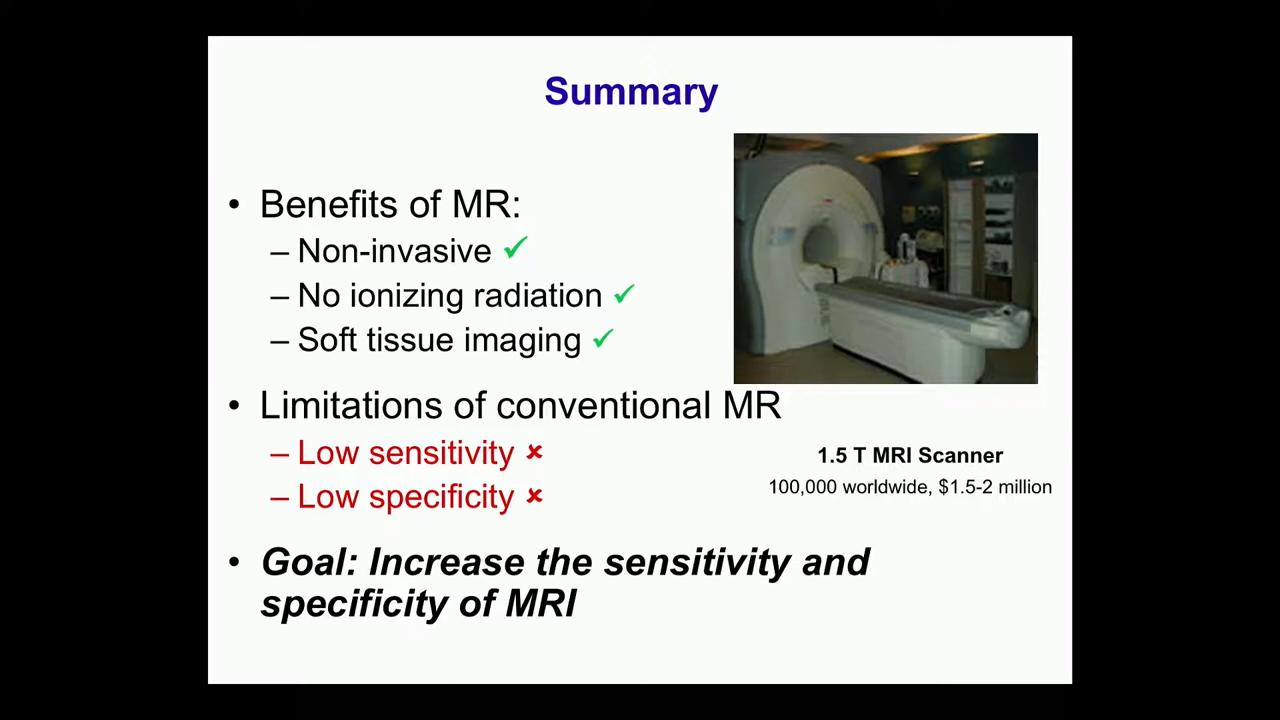 Summary
• Benefits of MR:
– Non-invasive ✓
– No ionizing radiation ✓
– Soft tissue imaging ✓
• Limitations of conventional MR
– Low sensitivity ✘
– Low specificity ✘
1.5 T MRI Scanner
100,000 worldwide, $1.5-2 million
• Goal: Increase the sensitivity and
specificity of MRI